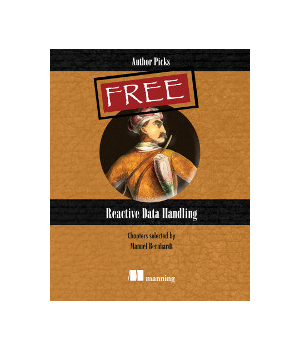 Author Picks
FREE
Reactive Data Handling
Chapters selected by
Manuel Bernhardt
manning